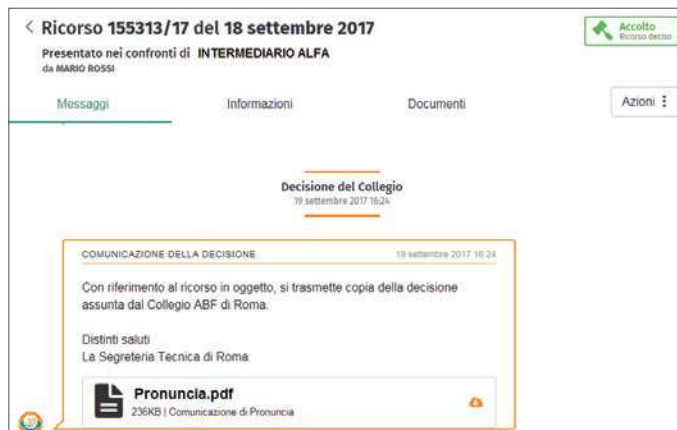 Ricorso 155313/17 del 18 settembre 2017
Accolto
Ricorso deciso
Presentato nei confronti di INTERMEDIARIO ALFA
da MARIO ROSSI
Messaggi Informazioni Documenti Azioni
Decisione del Collegio
19 settembre 2017 16:24
COMUNICAZIONE DELLA DECISIONE 19 settembre 2017 16:24
Con riferimento al ricorso in oggetto, si trasmette copia della decisione
assunta dal Collegio ABF di Roma.
Distinti saluti
La Segreteria Tecnica di Roma
Pronuncia.pdf
236KB | Comunicazione di Pronuncia